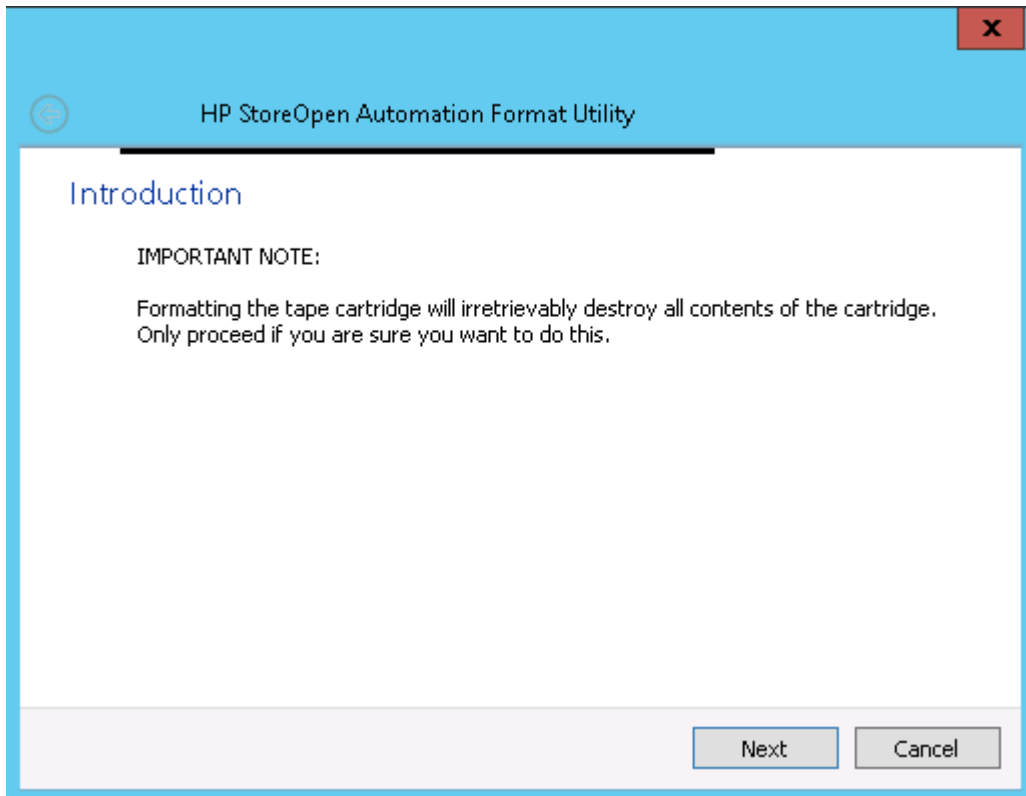 x
HP StoreOpen Automation Format Utility
Introduction
IMPORTANT NOTE:
Formatting the tape cartridge will irretrievably destroy all contents of the cartridge.
Only proceed if you are sure you want to do this.
Next
Cancel